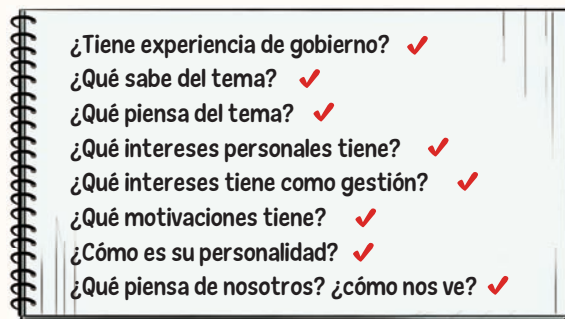 ¿Tiene experiencia de gobierno? ✓
¿Qué sabe del tema? ✓
¿Qué piensa del tema? ✓
¿Qué intereses personales tiene? ✓
¿Qué intereses tiene como gestión? ✓
¿Qué motivaciones tiene? ✓
¿Cómo es su personalidad? ✓
¿Qué piensa de nosotros? ¿cómo nos ve? ✓